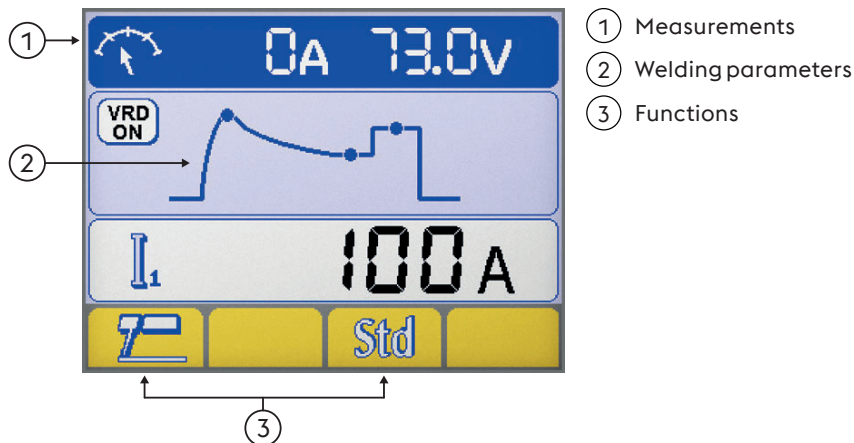 1
0A 73.0V
1 Measurements
VRD
ON
2 Welding parameters
3 Functions
2
I1
100A
Std
3